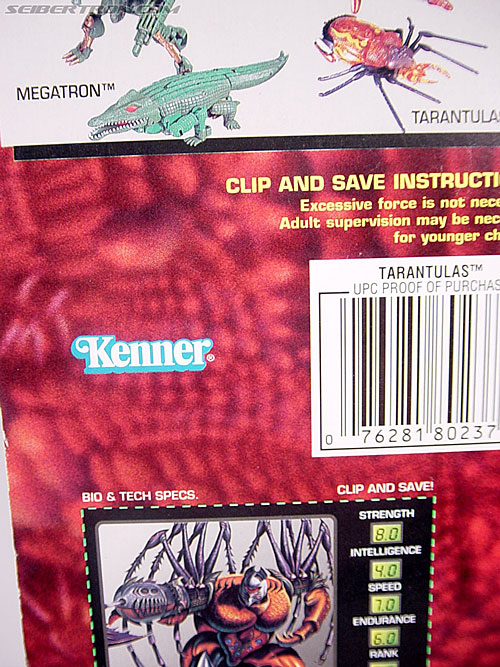 SEIBERTRON.COM
MEGATRON™
TARANTULAS
CLIP AND SAVE INSTRUCTI
Excessive force is not nece
Adult supervision may be nec
for younger ch
TARANTULAS™
UPC PROOF OF PURCHAS
0 76281 80237
Kenner®
BIO & TECH SPECS.
CLIP AND SAVE!
STRENGTH
8.0
INTELLIGENCE
4.0
SPEED
7.0
ENDURANCE
6.0
RANK